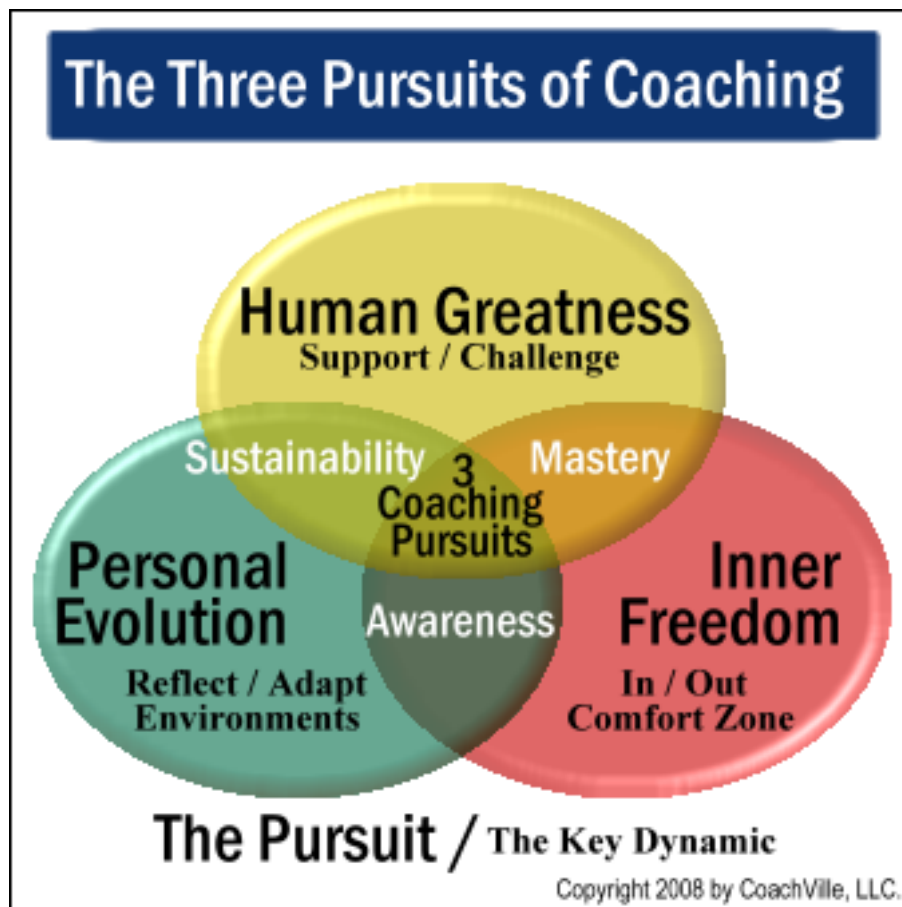 The Three Pursuits of Coaching
Human Greatness
Support / Challenge
Sustainability
Mastery
3
Coaching
Pursuits
Personal
Evolution
Reflect / Adapt
Environments
Awareness
Inner
Freedom
In / Out
Comfort Zone
The Pursuit / The Key Dynamic
Copyright 2008 by CoachVille, LLC.